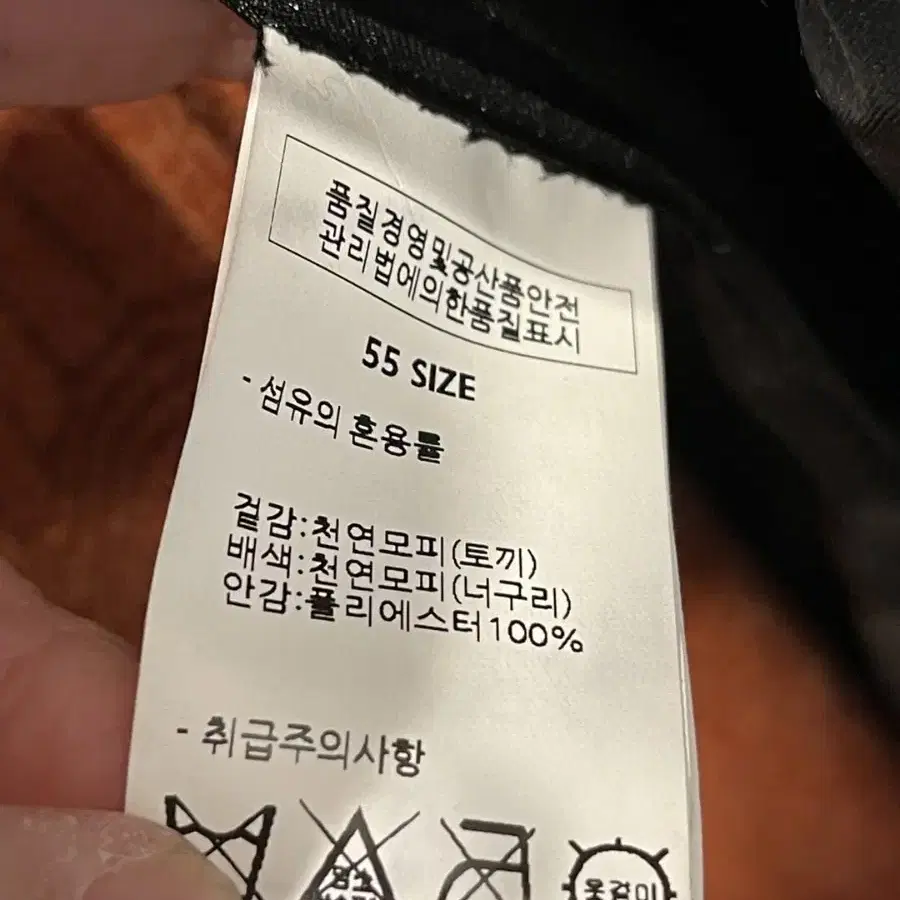 품질경영및공산품안전
관리법에의한품질표시
55 SIZE
- 섬유의 혼용률
겉감:천연모피(토끼)
배색:천연모피(너구리)
안감:폴리에스터100%
- 취급주의사항
옷걸이